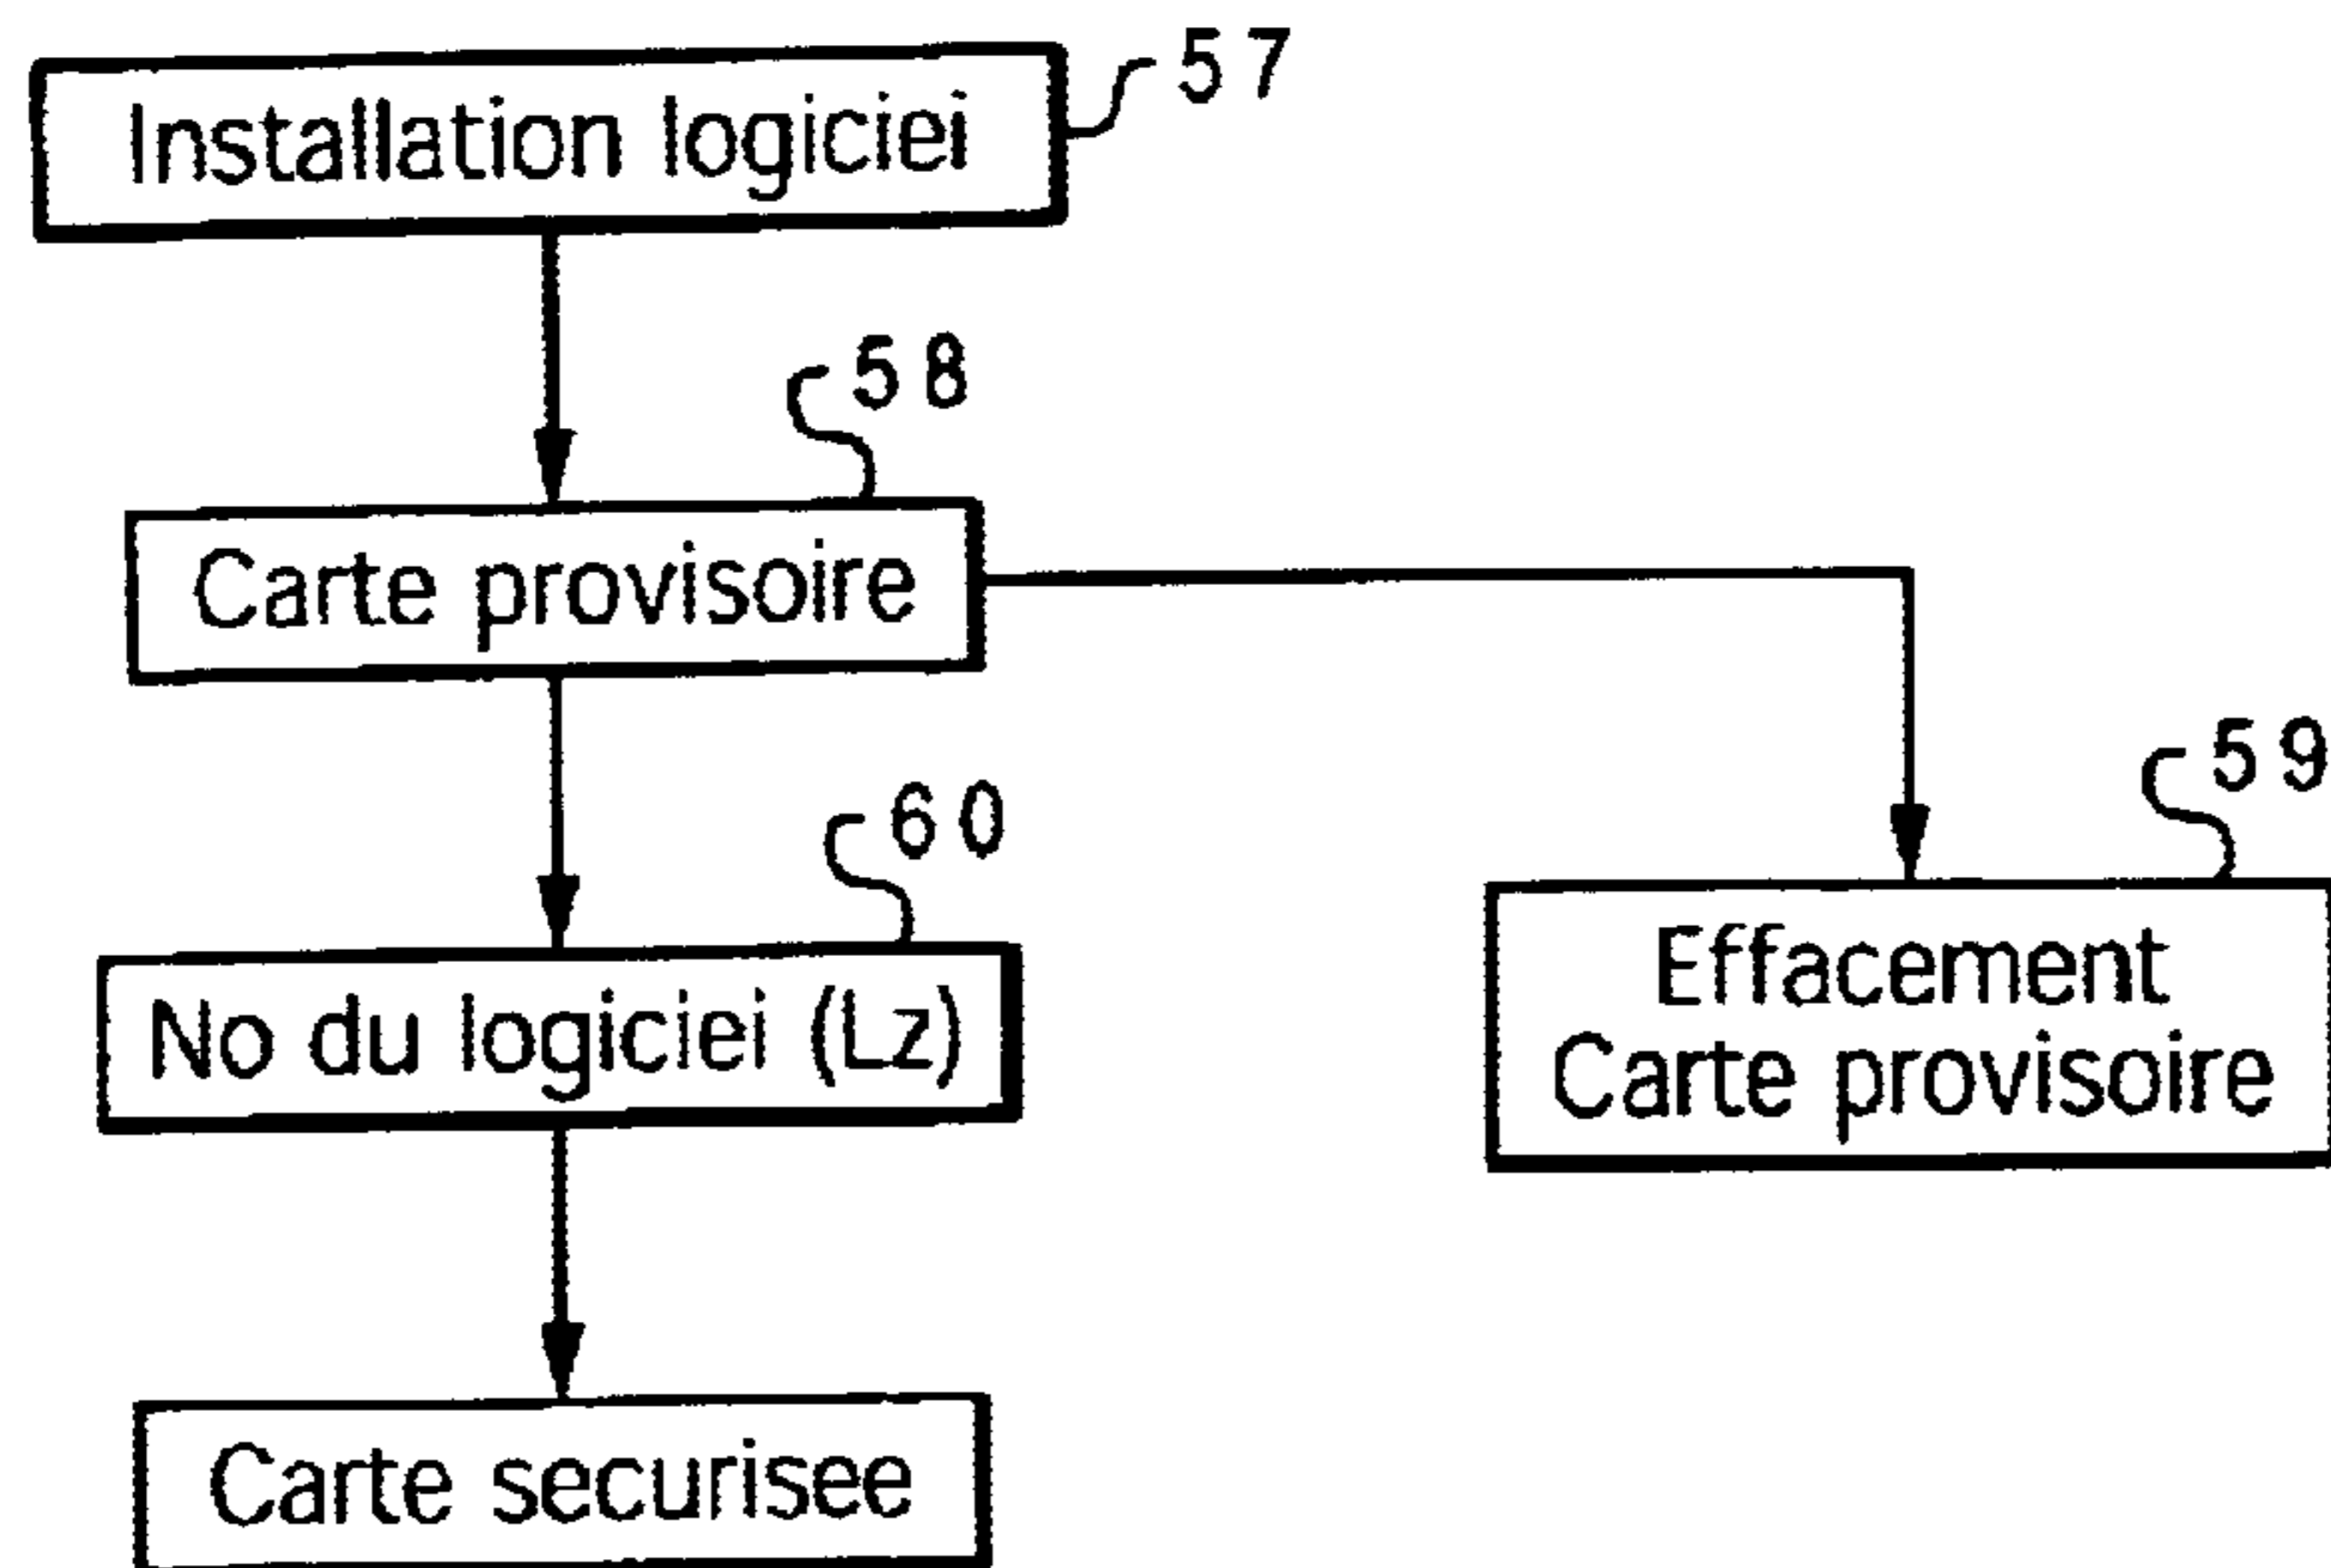 57
Installation logiciei
58
Carte provisoire
59
60
No du logiciei (Lz)
Effacement
Carte provisoire
Carte securisee